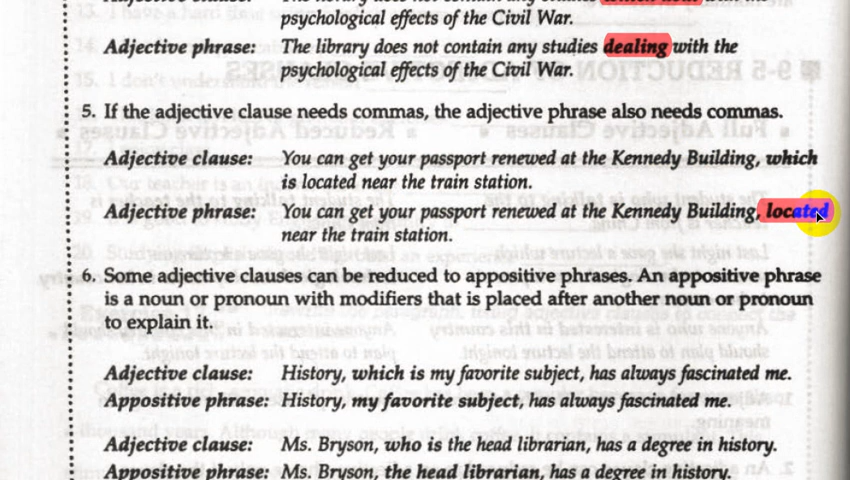 psychological effects of the Civil War.
Adjective phrase: The library does not contain any studies dealing with the
psychological effects of the Civil War.
5. If the adjective clause needs commas, the adjective phrase also needs commas.
Adjective clause: You can get your passport renewed at the Kennedy Building, which
is located near the train station.
Adjective phrase: You can get your passport renewed at the Kennedy Building, located
near the train station.
6. Some adjective clauses can be reduced to appositive phrases. An appositive phrase
is a noun or pronoun with modifiers that is placed after another noun or pronoun
to explain it.
Adjective clause: History, which is my favorite subject, has always fascinated me.
Appositive phrase: History, my favorite subject, has always fascinated me.
Adjective clause: Ms. Bryson, who is the head librarian, has a degree in history.
Appositive phrase: Ms. Bryson, the head librarian, has a degree in history.